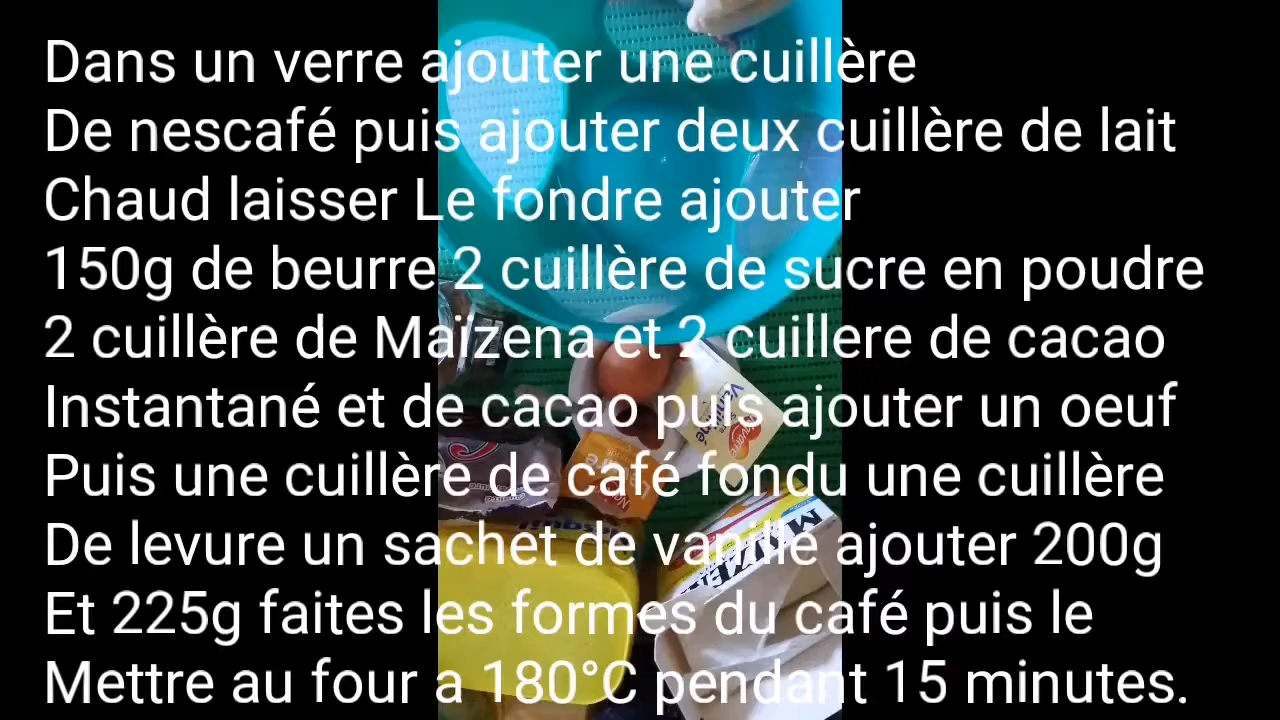 Dans un verre ajouter une cuillère
De nescafé puis ajouter deux cuillère de lait
Chaud laisser Le fondre ajouter
150g de beurre 2 cuillère de sucre en poudre
2 cuillère de Maïzena et 2 cuillere de cacao
Instantané et de cacao puis ajouter un oeuf
Puis une cuillère de café fondu une cuillère
De levure un sachet de vanille ajouter 200g
Et 225g faites les formes du café puis le
Mettre au four a 180°C pendant 15 minutes.